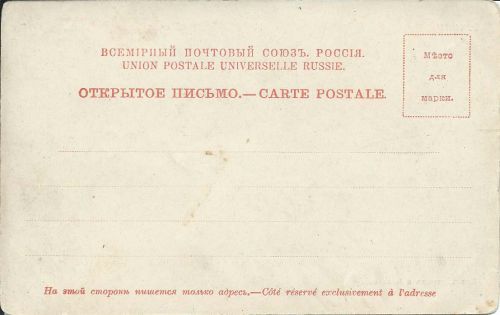 ВСЕМІРНЫЙ ПОЧТОВЫЙ СОЮЗЪ. РОССІЯ.
UNION POSTALE UNIVERSELLE RUSSIE.
ОТКРЫТОЕ ПИСЬМО.—CARTE POSTALE.
Мѣсто
для
марки.
На этой сторонѣ пишется только адресъ.—Côté réservé exclusivement à l'adresse